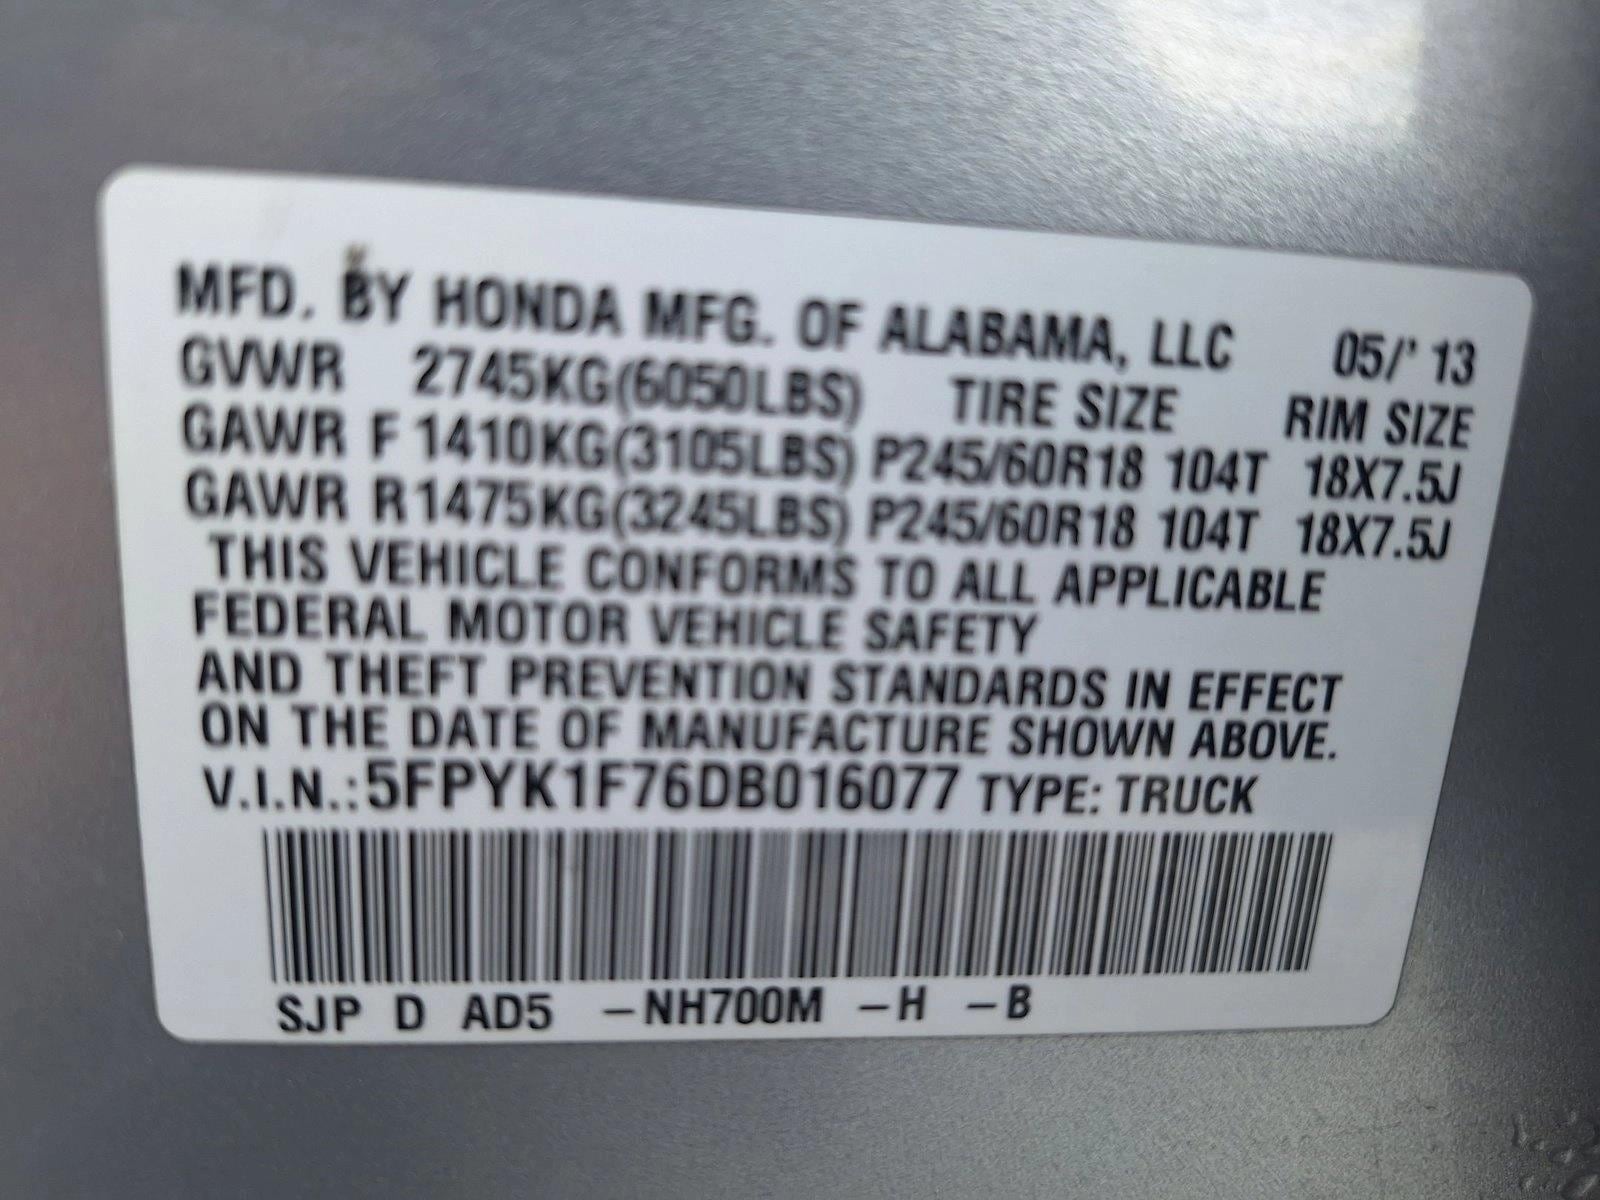 MFD. BY HONDA MFG. OF ALABAMA, LLC 05/' 13
GVWR 2745KG(6050LBS) TIRE SIZE RIM SIZE
GAWR F 1410KG(3105LBS) P245/60R18 104T 18X7.5J
GAWR R1475KG(3245LBS) P245/60R18 104T 18X7.5J
THIS VEHICLE CONFORMS TO ALL APPLICABLE
FEDERAL MOTOR VEHICLE SAFETY
AND THEFT PREVENTION STANDARDS IN EFFECT
ON THE DATE OF MANUFACTURE SHOWN ABOVE.
V.I.N.:5FPYK1F76DB016077 TYPE: TRUCK
SJP D AD5 -NH700M -H -B